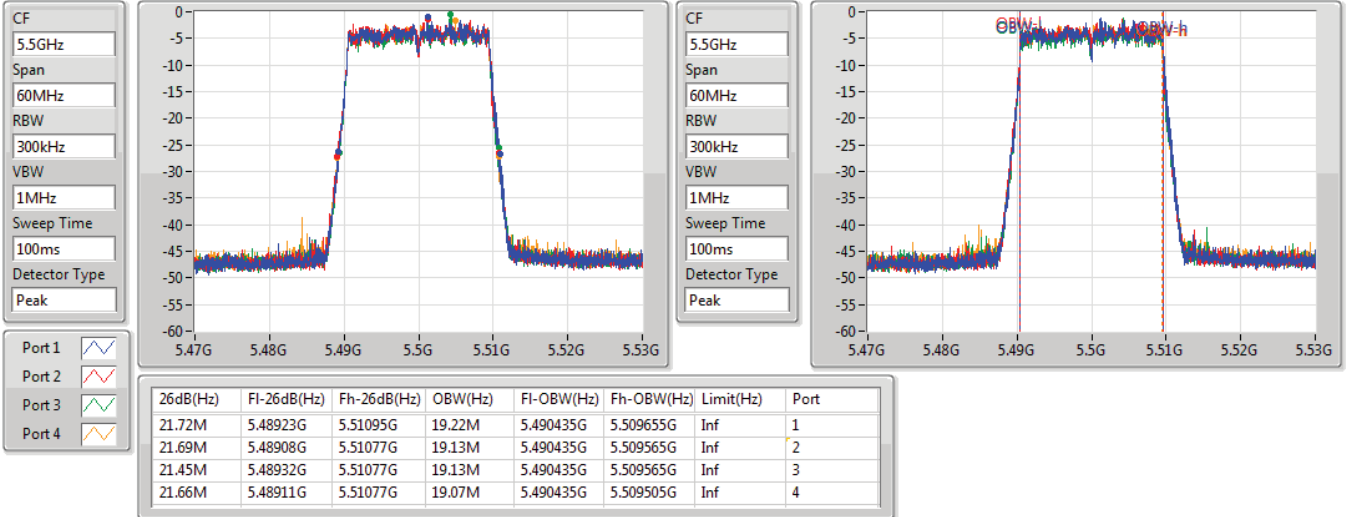 CF
5.5GHz
Span
60MHz
RBW
300kHz
VBW
1MHz
Sweep Time
100ms
Detector Type
Peak
0
-5
-10
-15
-20
-25
-30
-35
-40
-45
-50
-55
-60
5.47G 5.48G 5.49G 5.5G 5.51G 5.52G 5.53G
CF
5.5GHz
Span
60MHz
RBW
300kHz
VBW
1MHz
Sweep Time
100ms
Detector Type
Peak
0
-5
-10
-15
-20
-25
-30
-35
-40
-45
-50
-55
-60
OBW-l OBW-h
5.47G 5.48G 5.49G 5.5G 5.51G 5.52G 5.53G
Port 1
Port 2
Port 3
Port 4
26dB(Hz) Fl-26dB(Hz) Fh-26dB(Hz) OBW(Hz) Fl-OBW(Hz) Fh-OBW(Hz) Limit(Hz) Port
21.72M 5.48923G 5.51095G 19.22M 5.490435G 5.509655G Inf 1
21.69M 5.48908G 5.51077G 19.13M 5.490435G 5.509565G Inf 2
21.45M 5.48932G 5.51077G 19.13M 5.490435G 5.509565G Inf 3
21.66M 5.48911G 5.51077G 19.07M 5.490435G 5.509505G Inf 4